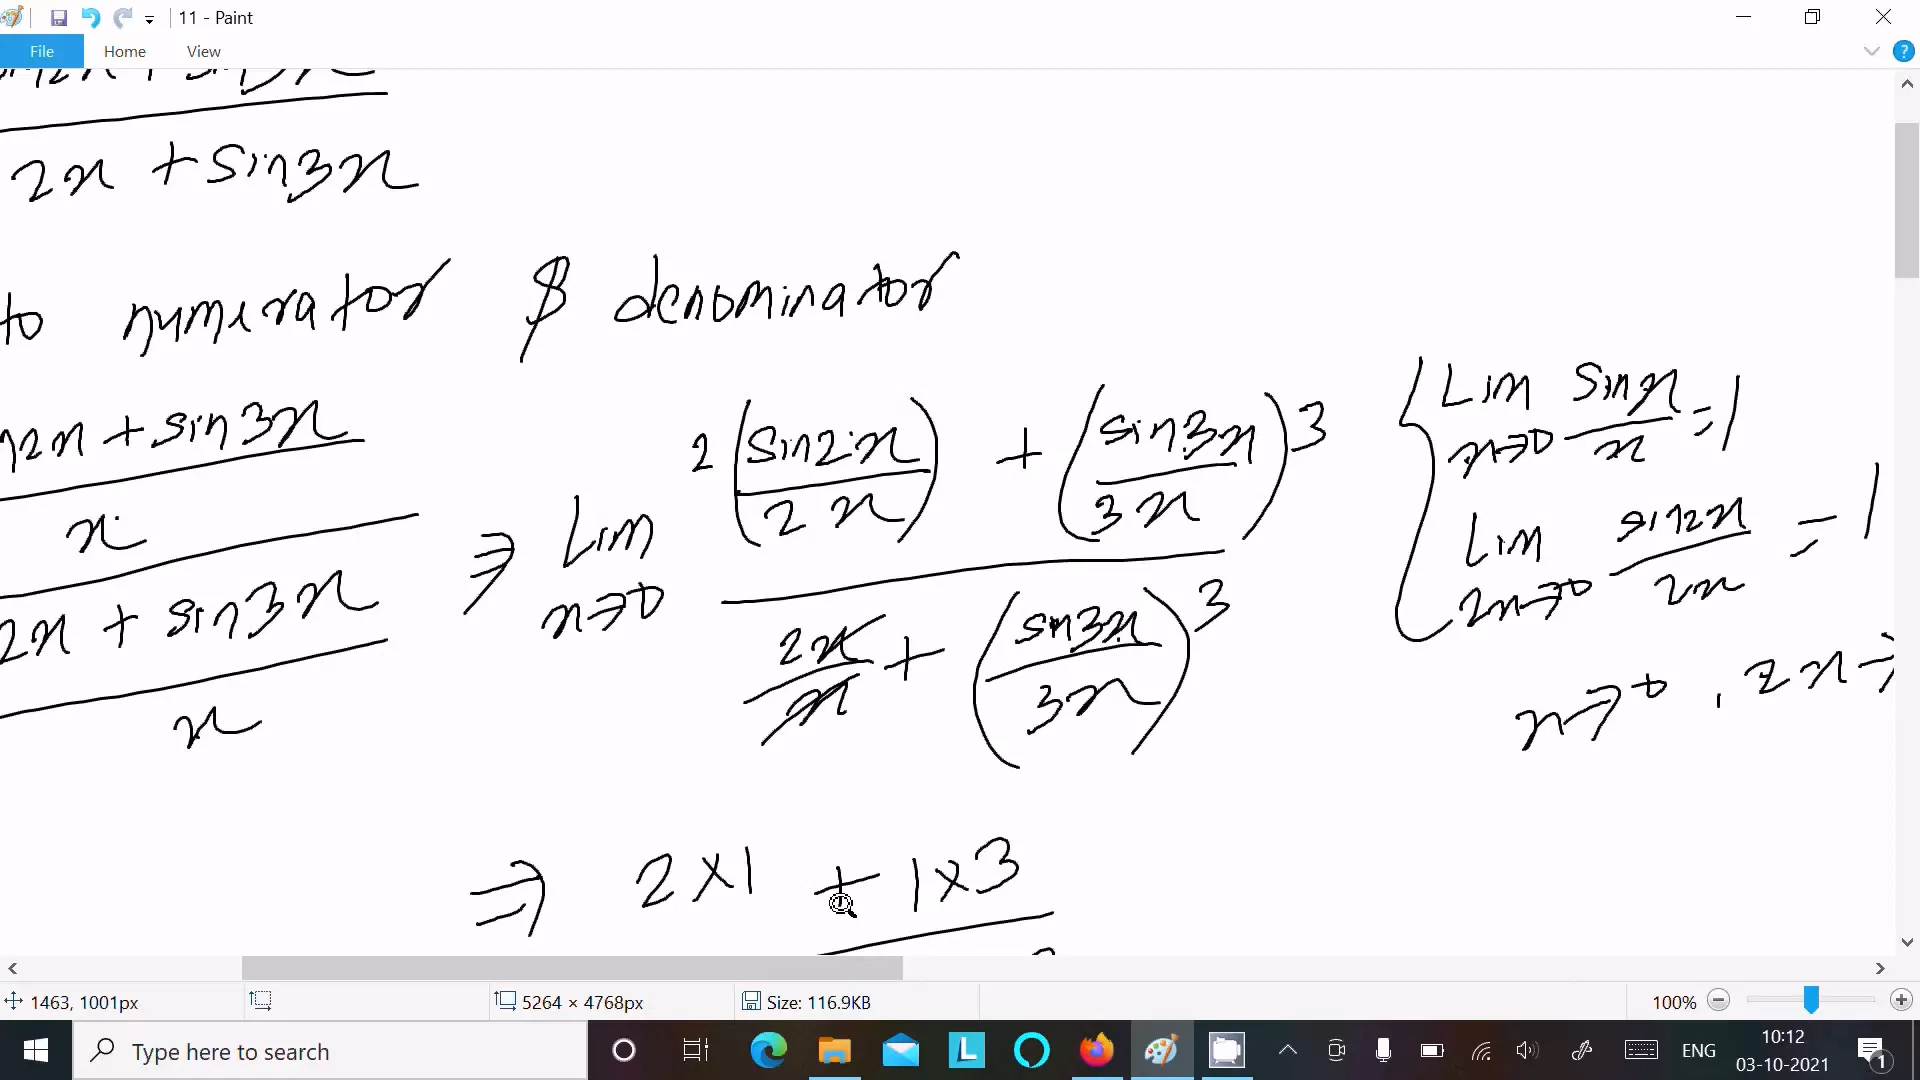 11 - Paint
File Home View
2x + sin3x
to numerator & denominator
2x + sin3x
x
2x + sin3x
x
⇒ Lim x→0
2 (sin2x / 2x) + (sin3x / 3x) 3
2x / x + (sin3x / 3x) 3
Lim x→0 sinx / x = 1
Lim 2x→0 sin2x / 2x = 1
x→0 , 2x→
⇒ 2×1 + 1×3
1463, 1001px 5264 × 4768px Size: 116.9KB 100%
Type here to search
ENG 10:12
03-10-2021
1